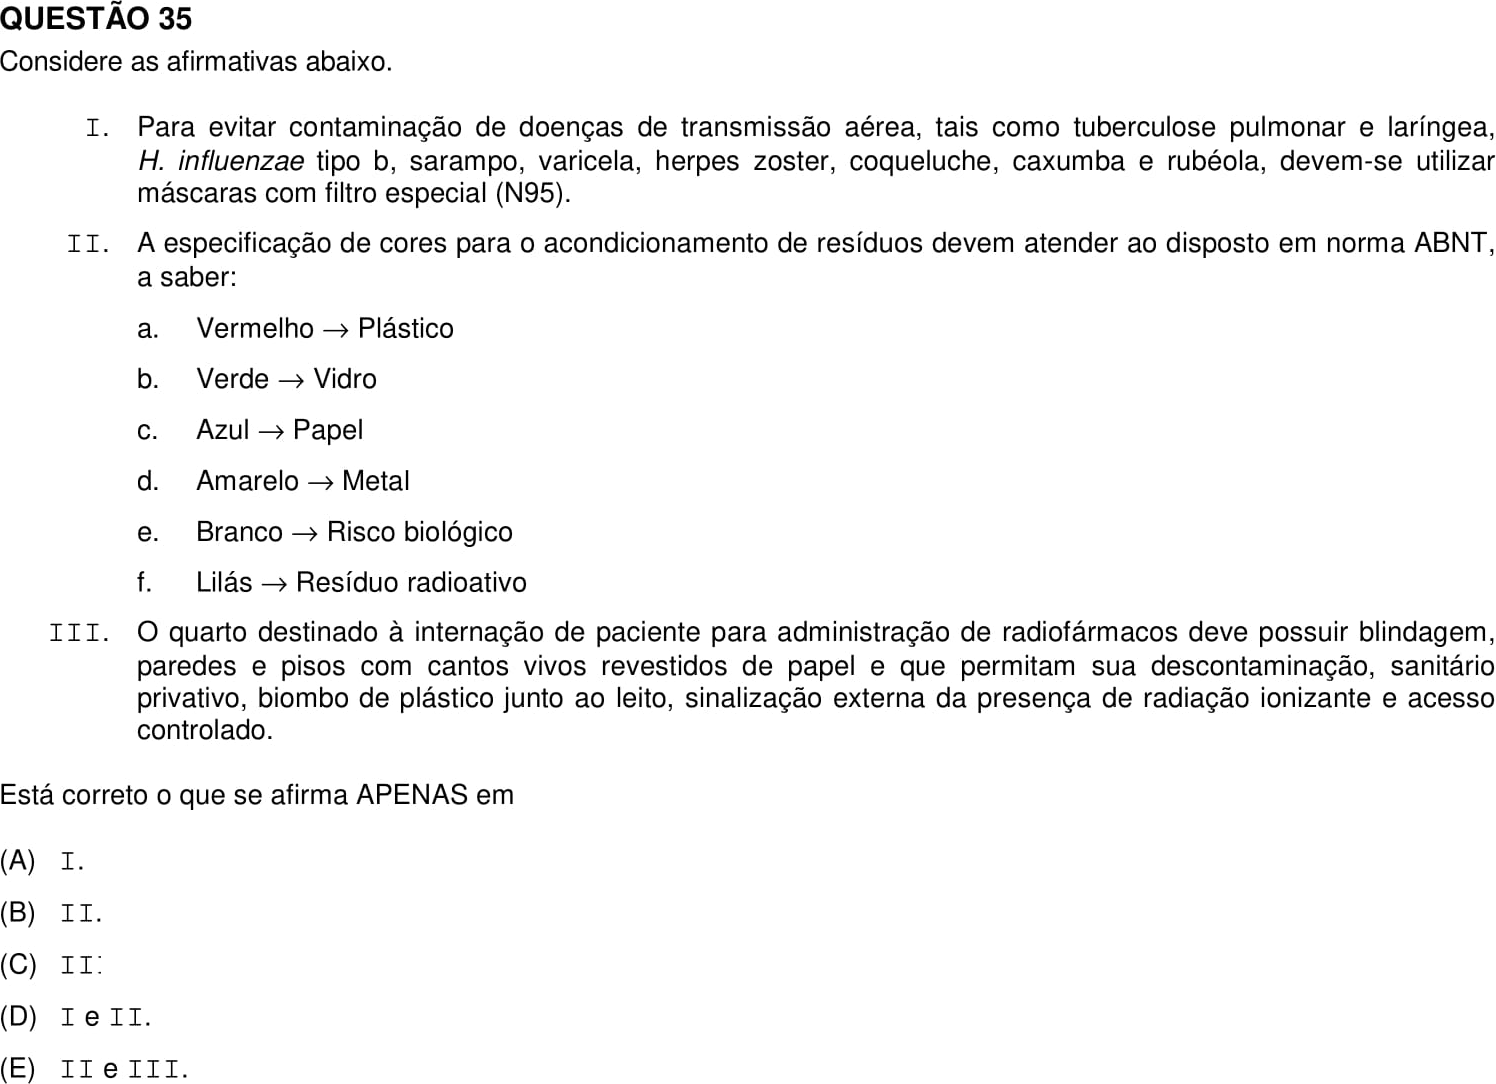 QUESTÃO 35
Considere as afirmativas abaixo.
I. Para evitar contaminação de doenças de transmissão aérea, tais como tuberculose pulmonar e laríngea,
H. influenzae tipo b, sarampo, varicela, herpes zoster, coqueluche, caxumba e rubéola, devem-se utilizar
máscaras com filtro especial (N95).
II. A especificação de cores para o acondicionamento de resíduos devem atender ao disposto em norma ABNT,
a saber:
a. Vermelho → Plástico
b. Verde → Vidro
c. Azul → Papel
d. Amarelo → Metal
e. Branco → Risco biológico
f. Lilás → Resíduo radioativo
III. O quarto destinado à internação de paciente para administração de radiofármacos deve possuir blindagem,
paredes e pisos com cantos vivos revestidos de papel e que permitam sua descontaminação, sanitário
privativo, biombo de plástico junto ao leito, sinalização externa da presença de radiação ionizante e acesso
controlado.
Está correto o que se afirma APENAS em
(A) I.
(B) II.
(C) III
(D) I e II.
(E) II e III.